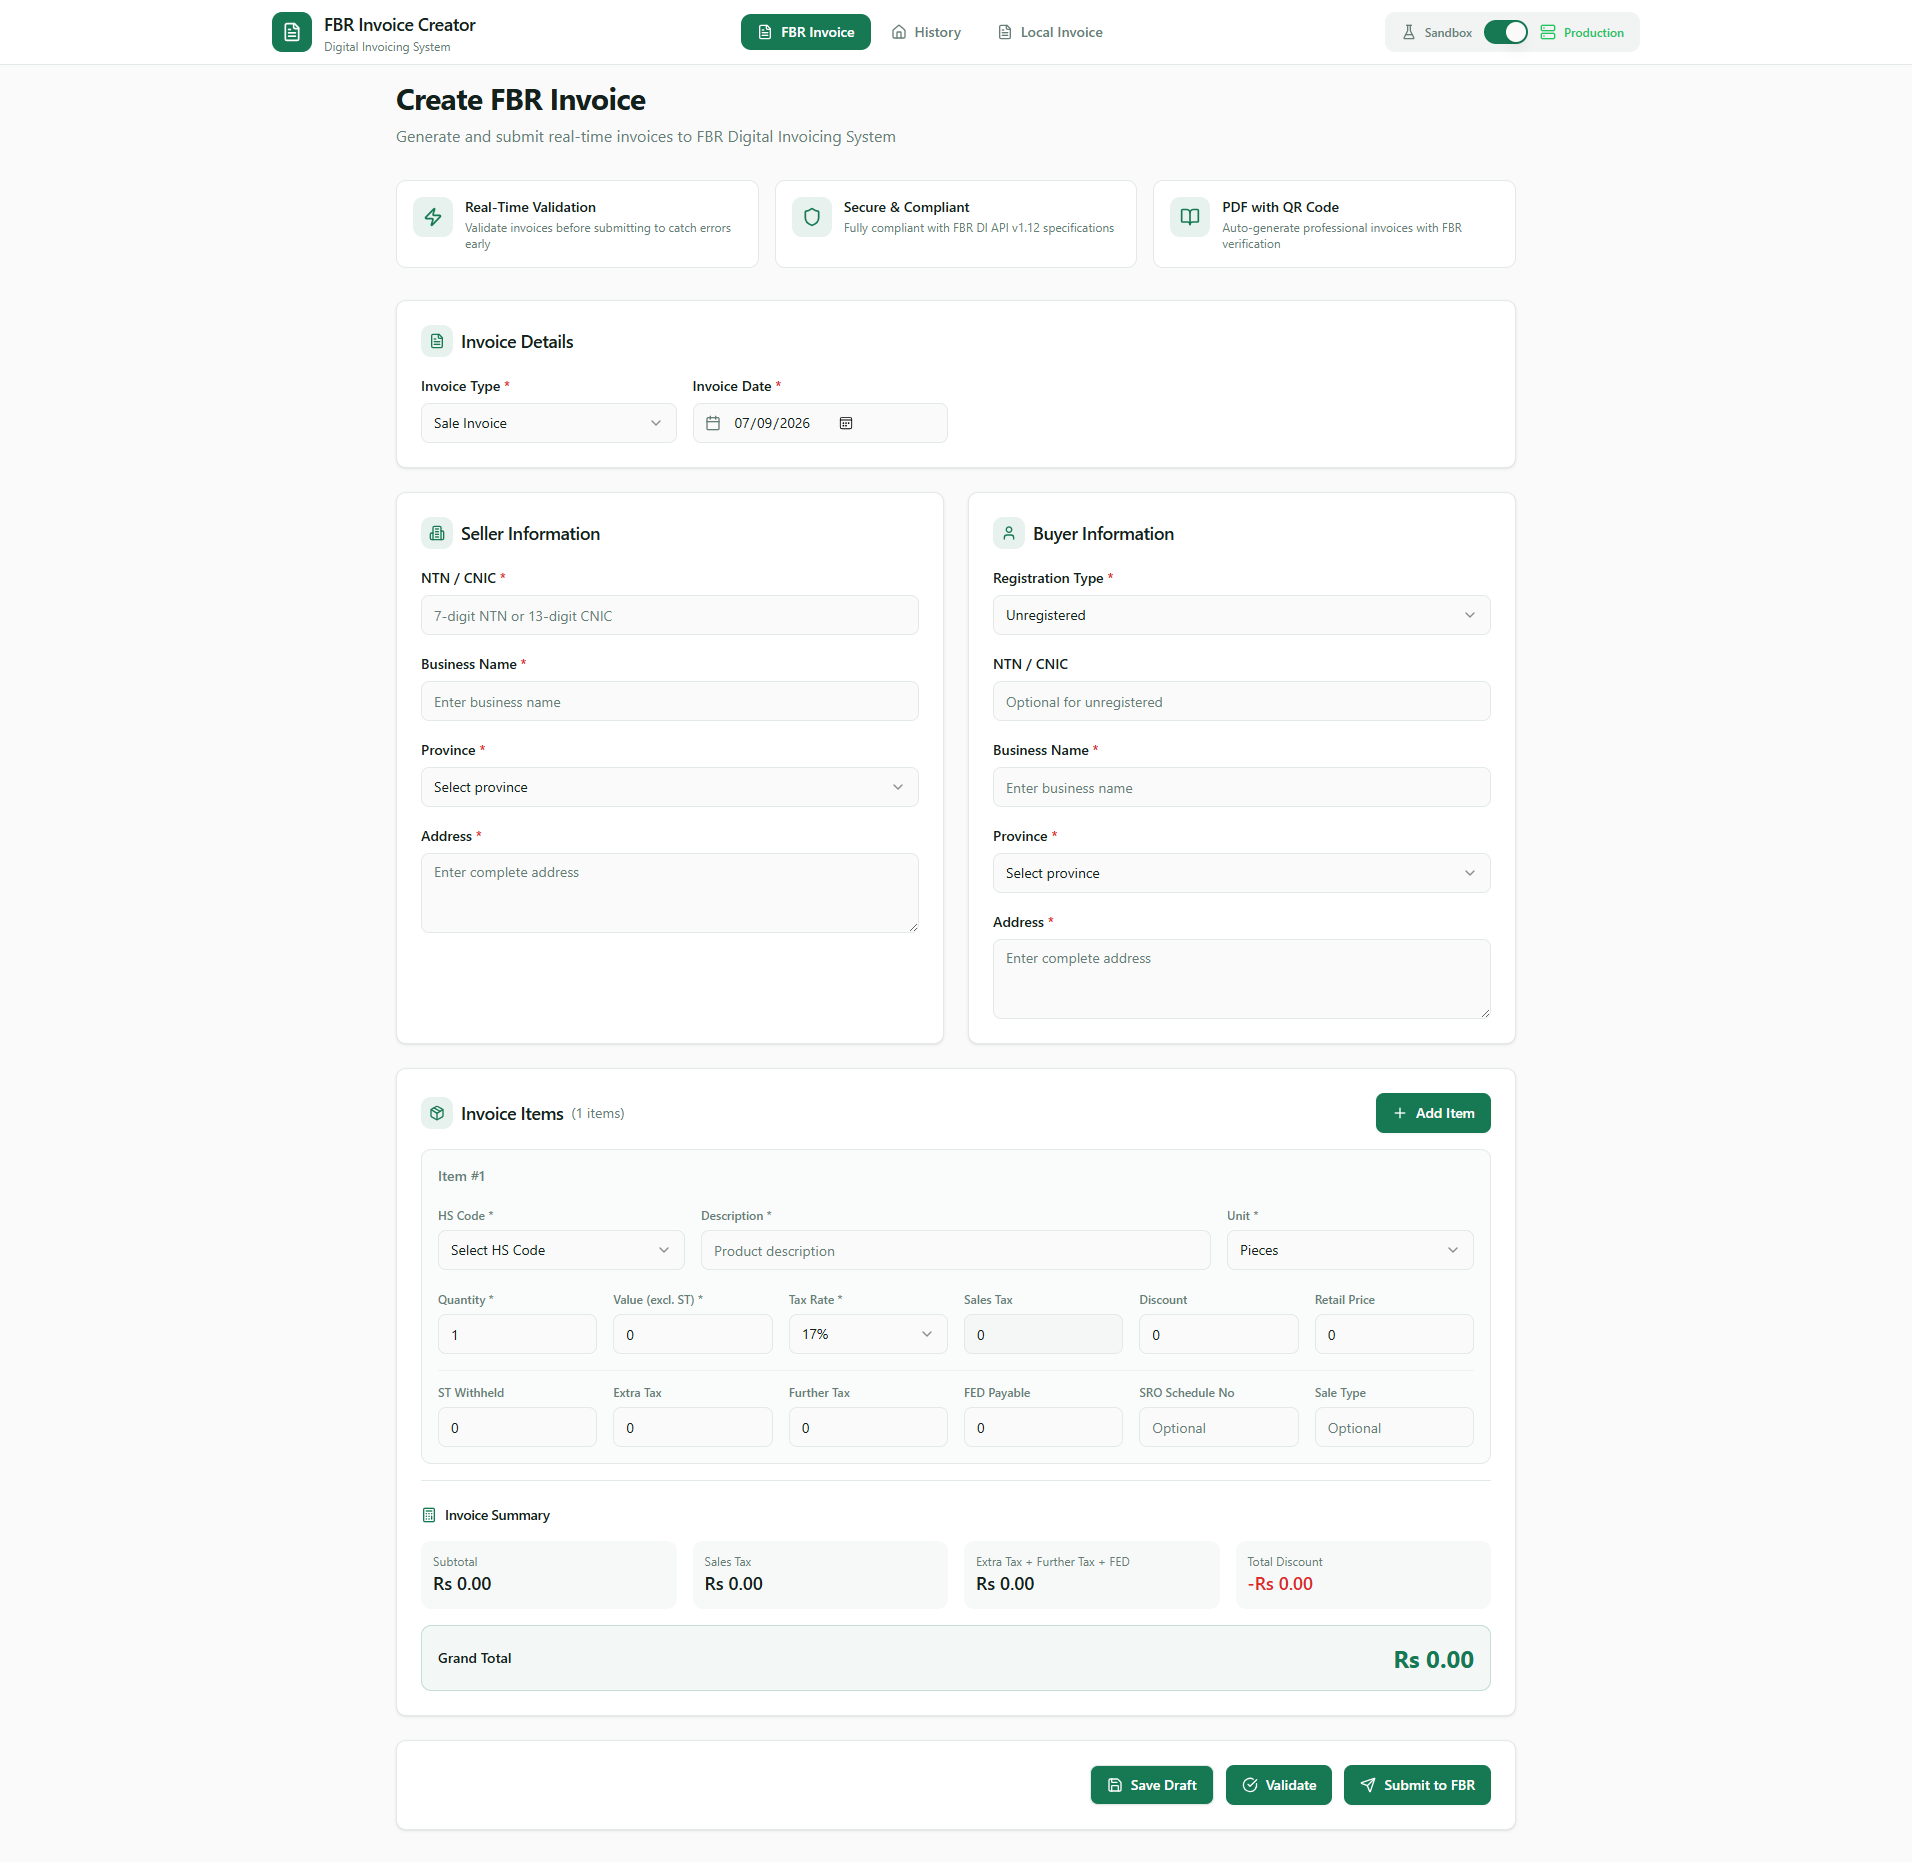 FBR Invoice Creator
Digital Invoicing System
FBR Invoice
History
Local Invoice
Sandbox
Production
Create FBR Invoice
Generate and submit real-time invoices to FBR Digital Invoicing System
Real-Time Validation
Validate invoices before submitting to catch errors
early
Secure & Compliant
Fully compliant with FBR DI API v1.12 specifications
PDF with QR Code
Auto-generate professional invoices with FBR
verification
Invoice Details
Invoice Type *
Sale Invoice
Invoice Date *
07/09/2026
Seller Information
NTN / CNIC *
7-digit NTN or 13-digit CNIC
Business Name *
Enter business name
Province *
Select province
Address *
Enter complete address
Buyer Information
Registration Type *
Unregistered
NTN / CNIC
Optional for unregistered
Business Name *
Enter business name
Province *
Select province
Address *
Enter complete address
Invoice Items (1 items)
Add Item
Item #1
HS Code *
Select HS Code
Description *
Product description
Unit *
Pieces
Quantity *
1
Value (excl. ST) *
0
Tax Rate *
17%
Sales Tax
0
Discount
0
Retail Price
0
ST Withheld
0
Extra Tax
0
Further Tax
0
FED Payable
0
SRO Schedule No
Optional
Sale Type
Optional
Invoice Summary
Subtotal
Rs 0.00
Sales Tax
Rs 0.00
Extra Tax + Further Tax + FED
Rs 0.00
Total Discount
-Rs 0.00
Grand Total
Rs 0.00
Save Draft
Validate
Submit to FBR